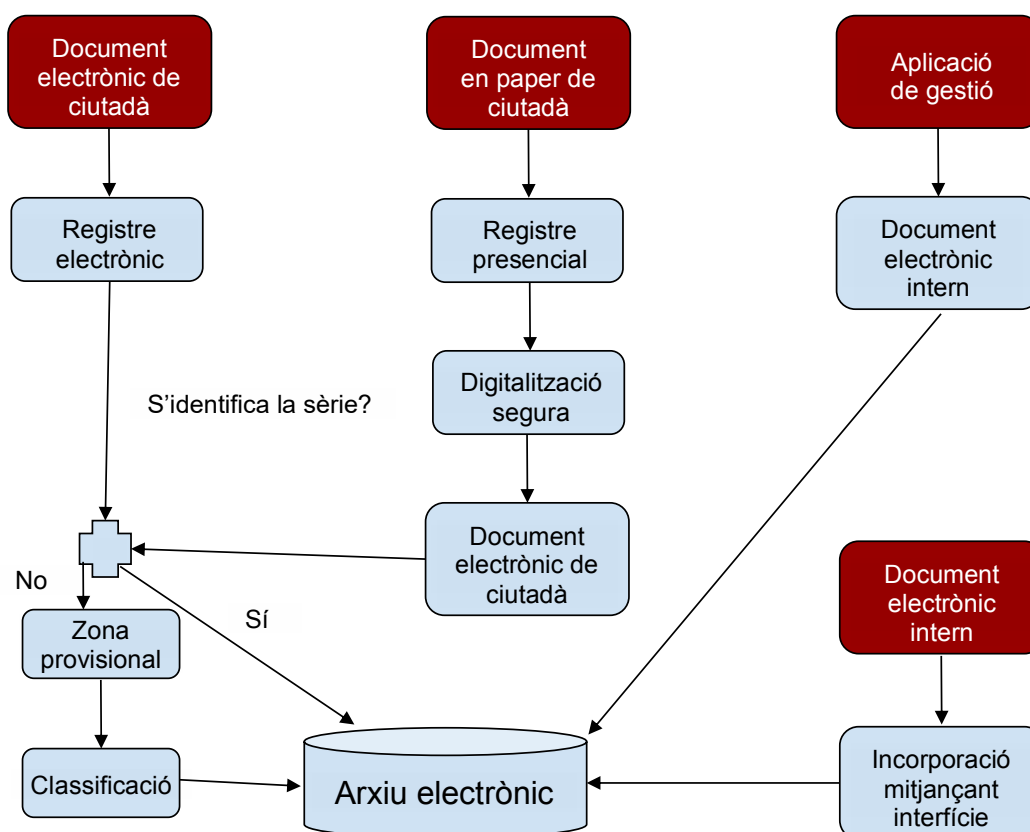 Document
electrònic de
ciutadà
Document
en paper de
ciutadà
Aplicació
de gestió
Registre
electrònic
Registre
presencial
Document
electrònic
intern
S’identifica la sèrie?
Digitalització
segura
Document
electrònic de
ciutadà
No
Sí
Document
electrònic
intern
Zona
provisional
Classificació
Arxiu electrònic
Incorporació
mitjançant
interfície